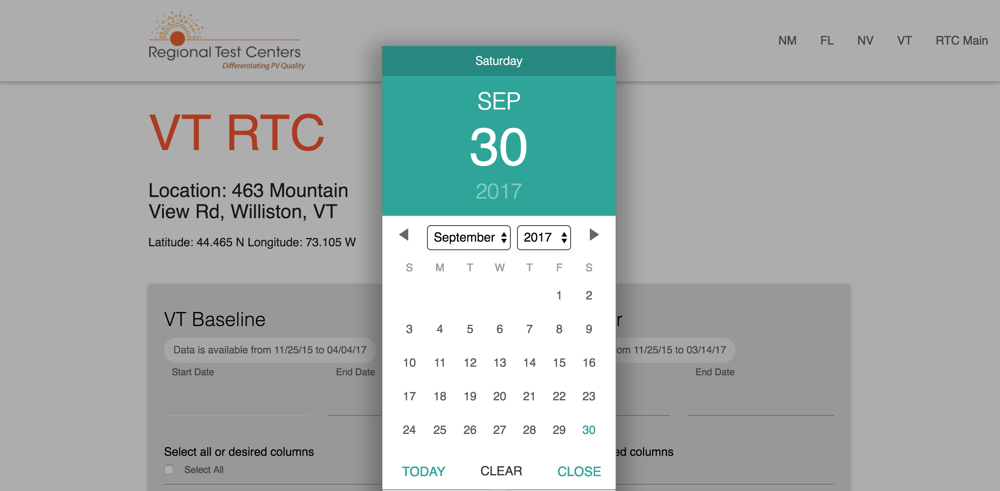 Regional Test Centers
Differentiating PV Quality
NM FL NV VT RTC Main
VT RTC
Location: 463 Mountain
View Rd, Williston, VT
Latitude: 44.465 N Longitude: 73.105 W
VT Baseline
Data is available from 11/25/15 to 04/04/17
Start Date End Date
Select all or desired columns
Select All
Saturday
SEP
30
2017
September 2017
S M T W T F S
1 2
3 4 5 6 7 8 9
10 11 12 13 14 15 16
17 18 19 20 21 22 23
24 25 26 27 28 29 30
TODAY CLEAR CLOSE
r
om 11/25/15 to 03/14/17
End Date
ed columns